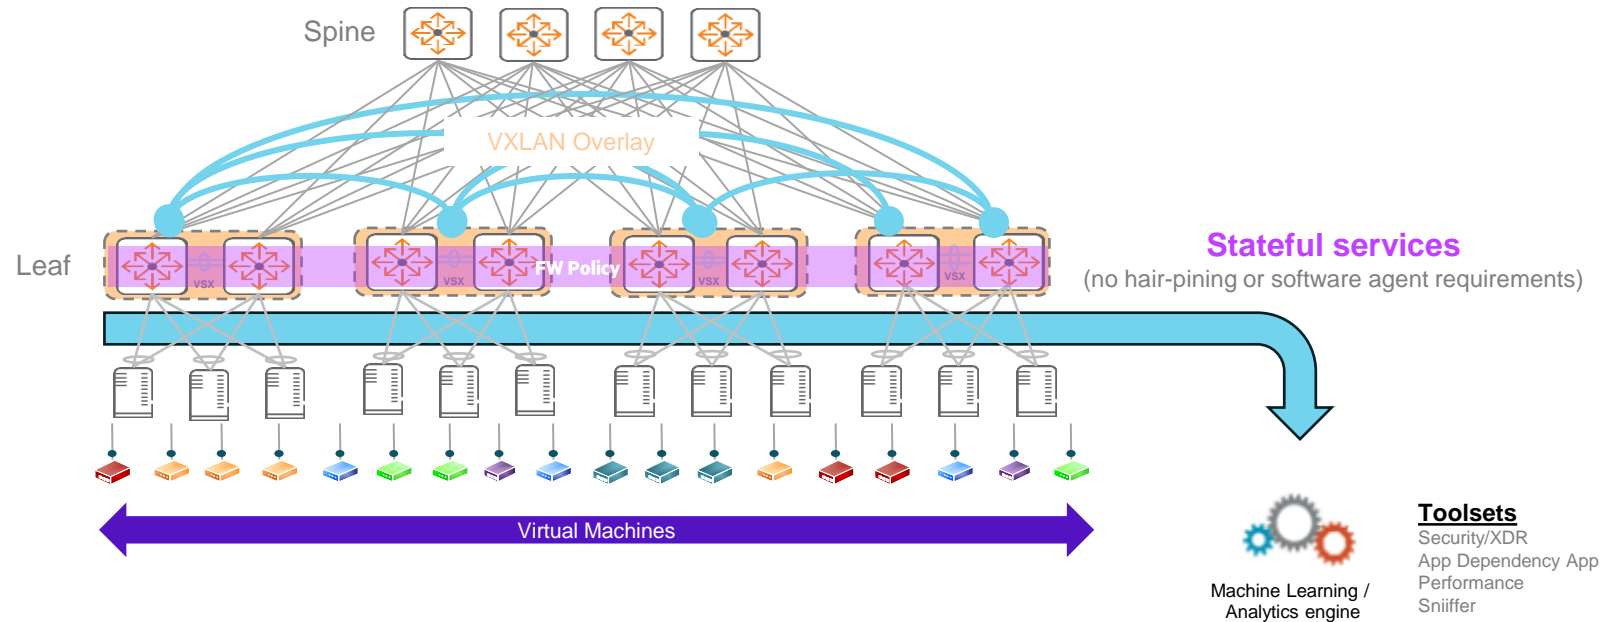 Spine
VXLAN Overlay
Leaf
FW Policy
VSX
VSX
VSX
VSX
Stateful services
(no hair-pining or software agent requirements)
Virtual Machines
Machine Learning /
Analytics engine
Toolsets
Security/XDR
App Dependency App
Performance
Sniiffer